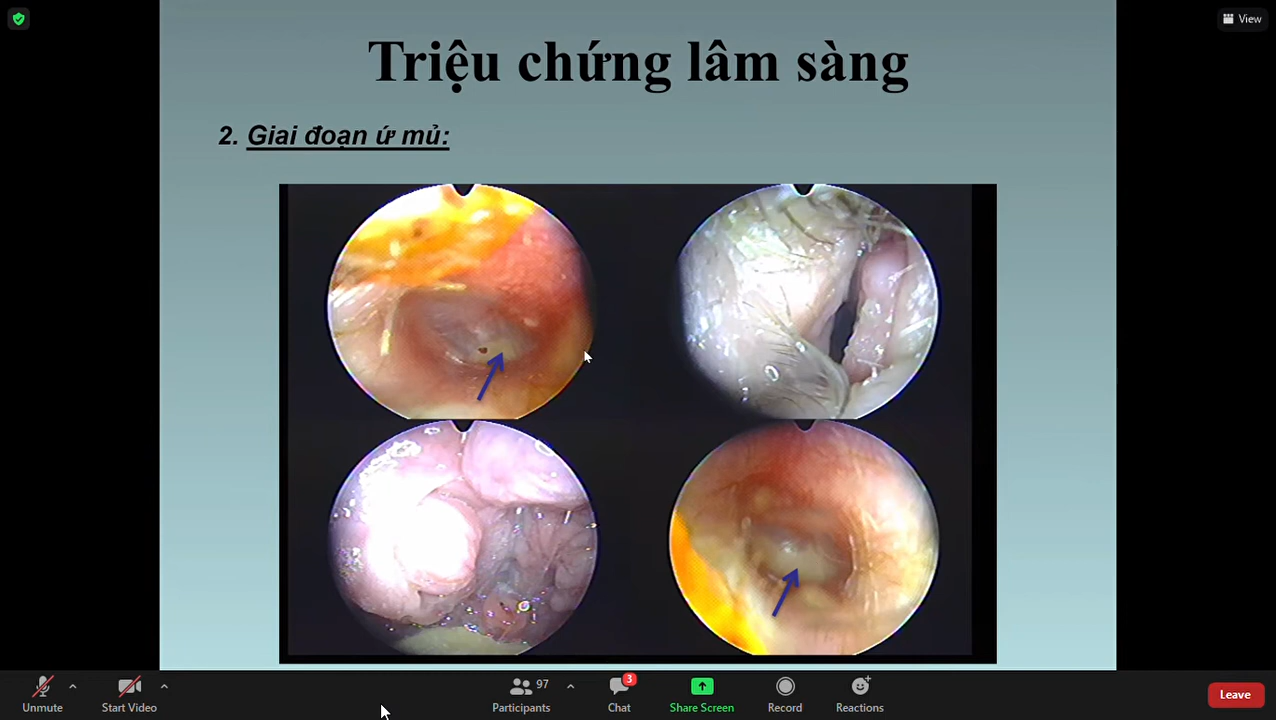 View
Triệu chứng lâm sàng
2. Giai đoạn ứ mủ:
Unmute
Start Video
97
Participants
3
Chat
Share Screen
Record
Reactions
Leave